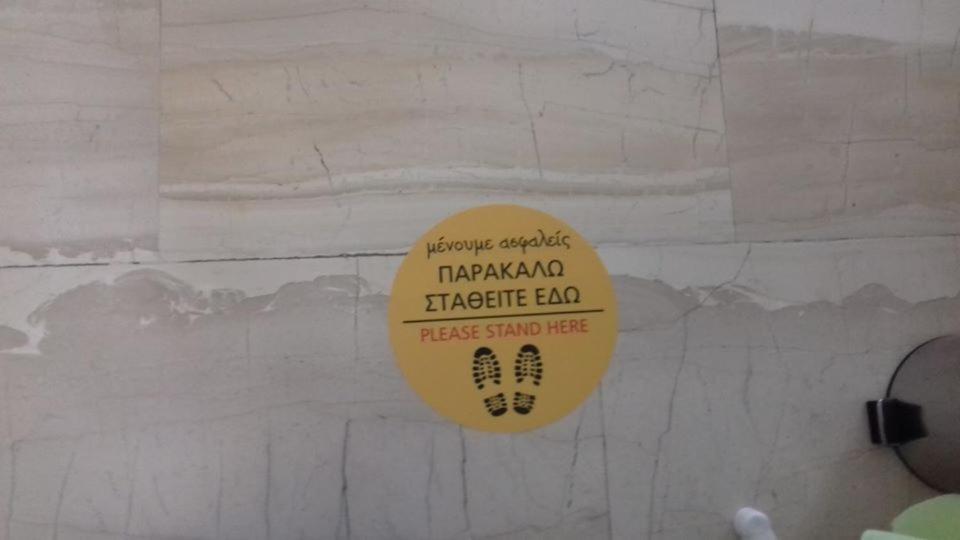 μένουμε ασφαλείς
ΠΑΡΑΚΑΛΩ
ΣΤΑΘΕΙΤΕ ΕΔΩ
PLEASE STAND HERE